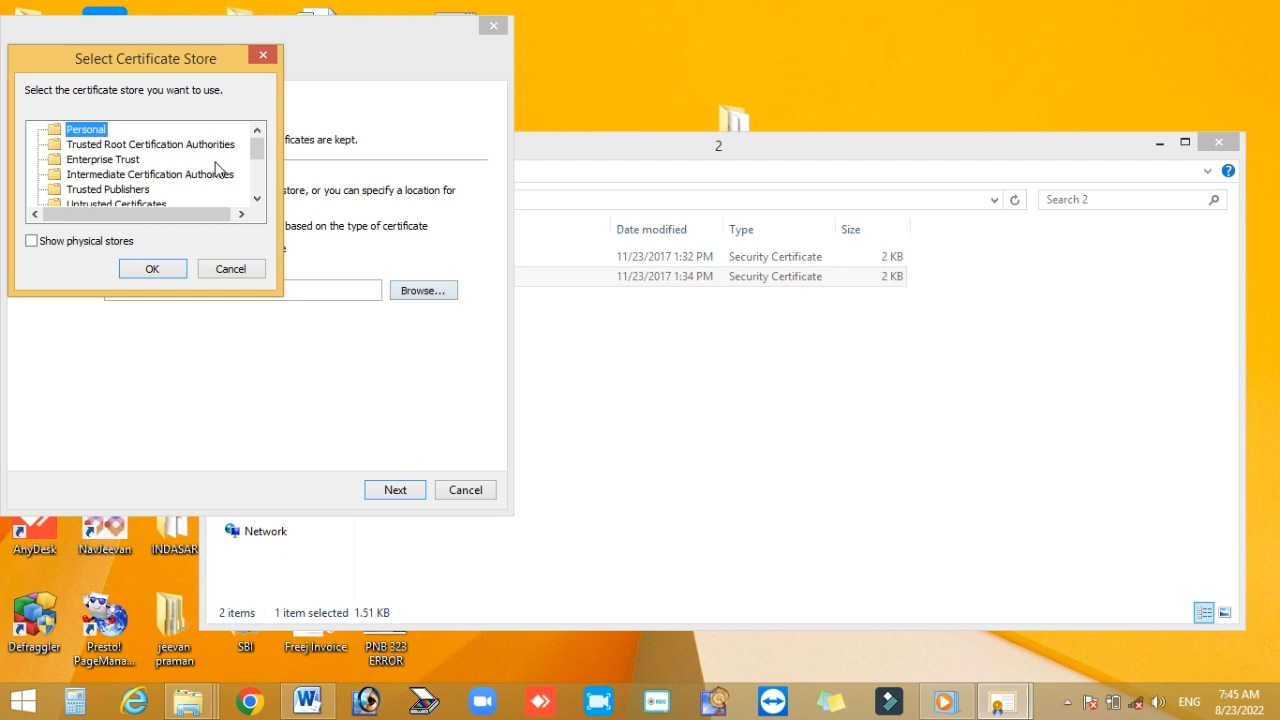 Select Certificate Store
Select the certificate store you want to use.
Personal
Trusted Root Certification Authorities
Enterprise Trust
Intermediate Certification Authorities
Trusted Publishers
Untrusted Certificates
Show physical stores
OK
Cancel
ificates are kept.
store, or you can specify a location for
based on the type of certificate
Browse...
Next
Cancel
2
Search 2
Date modified
Type
Size
11/23/2017 1:32 PM
Security Certificate
2 KB
11/23/2017 1:34 PM
Security Certificate
2 KB
Network
2 items
1 item selected 1.51 KB
AnyDesk
NavJeevan
INDASAR
Defraggler
Presto!
PageMana...
jeevan
praman
SBI
Freej Invoice
PNB 323
ERROR
REC
ENG
7:45 AM
8/23/2022